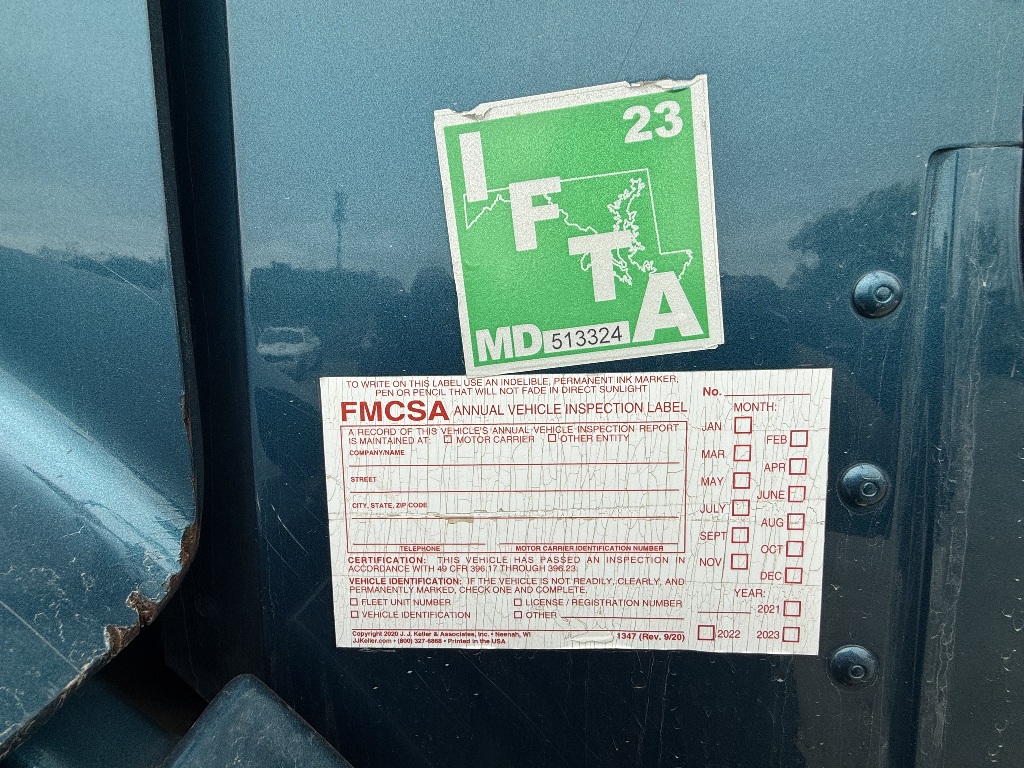 23
I
F
T
A
MD 513324
TO WRITE ON THIS LABEL USE AN INDELIBLE, PERMANENT INK MARKER,
PEN OR PENCIL THAT WILL NOT FADE IN DIRECT SUNLIGHT
FMCSA ANNUAL VEHICLE INSPECTION LABEL
A RECORD OF THIS VEHICLE'S ANNUAL VEHICLE INSPECTION REPORT
IS MAINTAINED AT: MOTOR CARRIER OTHER ENTITY
COMPANY/NAME
STREET
CITY, STATE, ZIP CODE
TELEPHONE MOTOR CARRIER IDENTIFICATION NUMBER
CERTIFICATION: THIS VEHICLE HAS PASSED AN INSPECTION IN
ACCORDANCE WITH 49 CFR 396.17 THROUGH 396.23.
VEHICLE IDENTIFICATION: IF THE VEHICLE IS NOT READILY, CLEARLY, AND
PERMANENTLY MARKED, CHECK ONE AND COMPLETE.
FLEET UNIT NUMBER LICENSE / REGISTRATION NUMBER
VEHICLE IDENTIFICATION OTHER
Copyright 2020 J. J. Keller & Associates, Inc. • Neenah, WI
JJKeller.com • (800) 327-6868 • Printed in the USA
1347 (Rev. 9/20)
No.
MONTH:
JAN
FEB
MAR
APR
MAY
JUNE
JULY
AUG
SEPT
OCT
NOV
DEC
YEAR:
2021
2022 2023